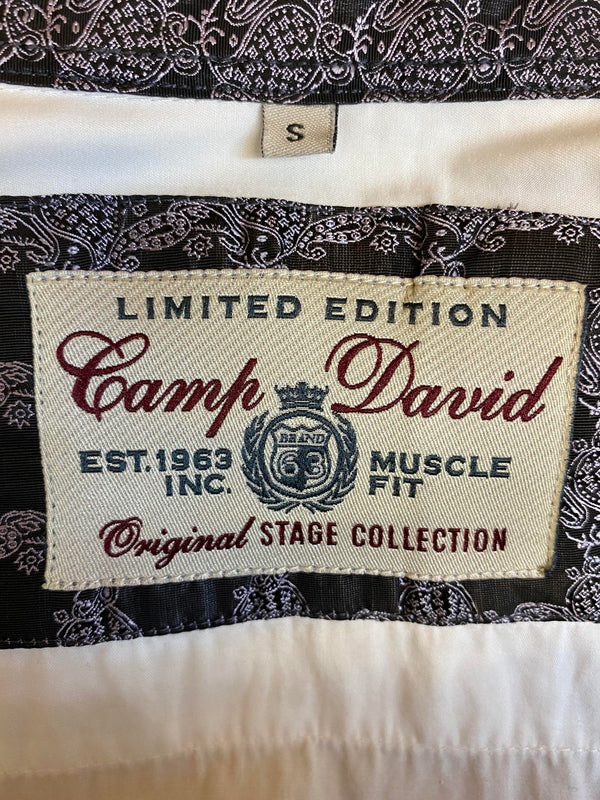 S
LIMITED EDITION
Camp David
BRAND
63
EST.1963 MUSCLE
INC. FIT
Original STAGE COLLECTION